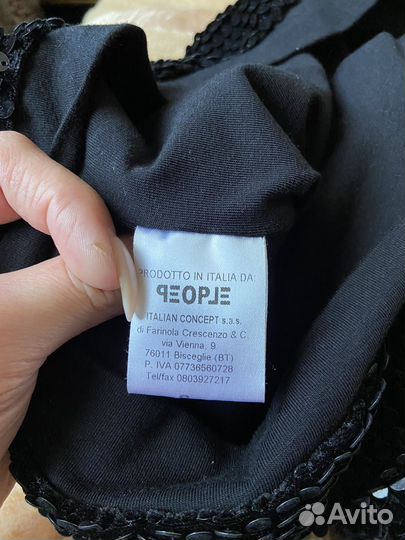 PRODOTTO IN ITALIA DA:
PEOPLE
ITALIAN CONCEPT s.a.s.
di Farinola Crescenzo & C.
via Vienna, 9
76011 Bisceglie (BT)
P. IVA 07736560728
Tel/fax 0803927217
Avito